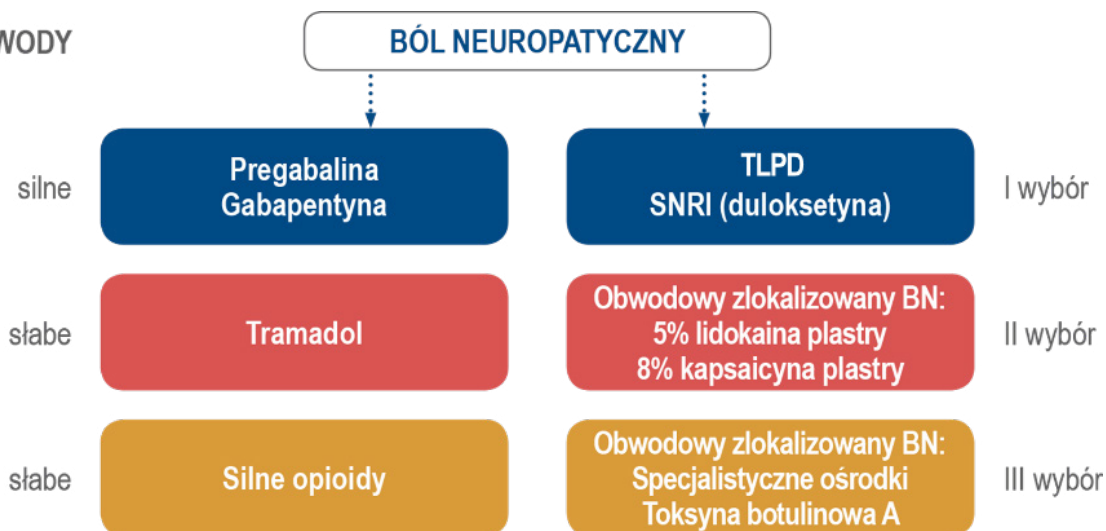 WODY
BÓL NEUROPATYCZNY
silne
Pregabalina
Gabapentyna
TLPD
SNRI (duloksetyna)
I wybór
słabe
Tramadol
Obwodowy zlokalizowany BN:
5% lidokaina plastry
8% kapsaicyna plastry
II wybór
słabe
Silne opioidy
Obwodowy zlokalizowany BN:
Specjalistyczne ośrodki
Toksyna botulinowa A
III wybór